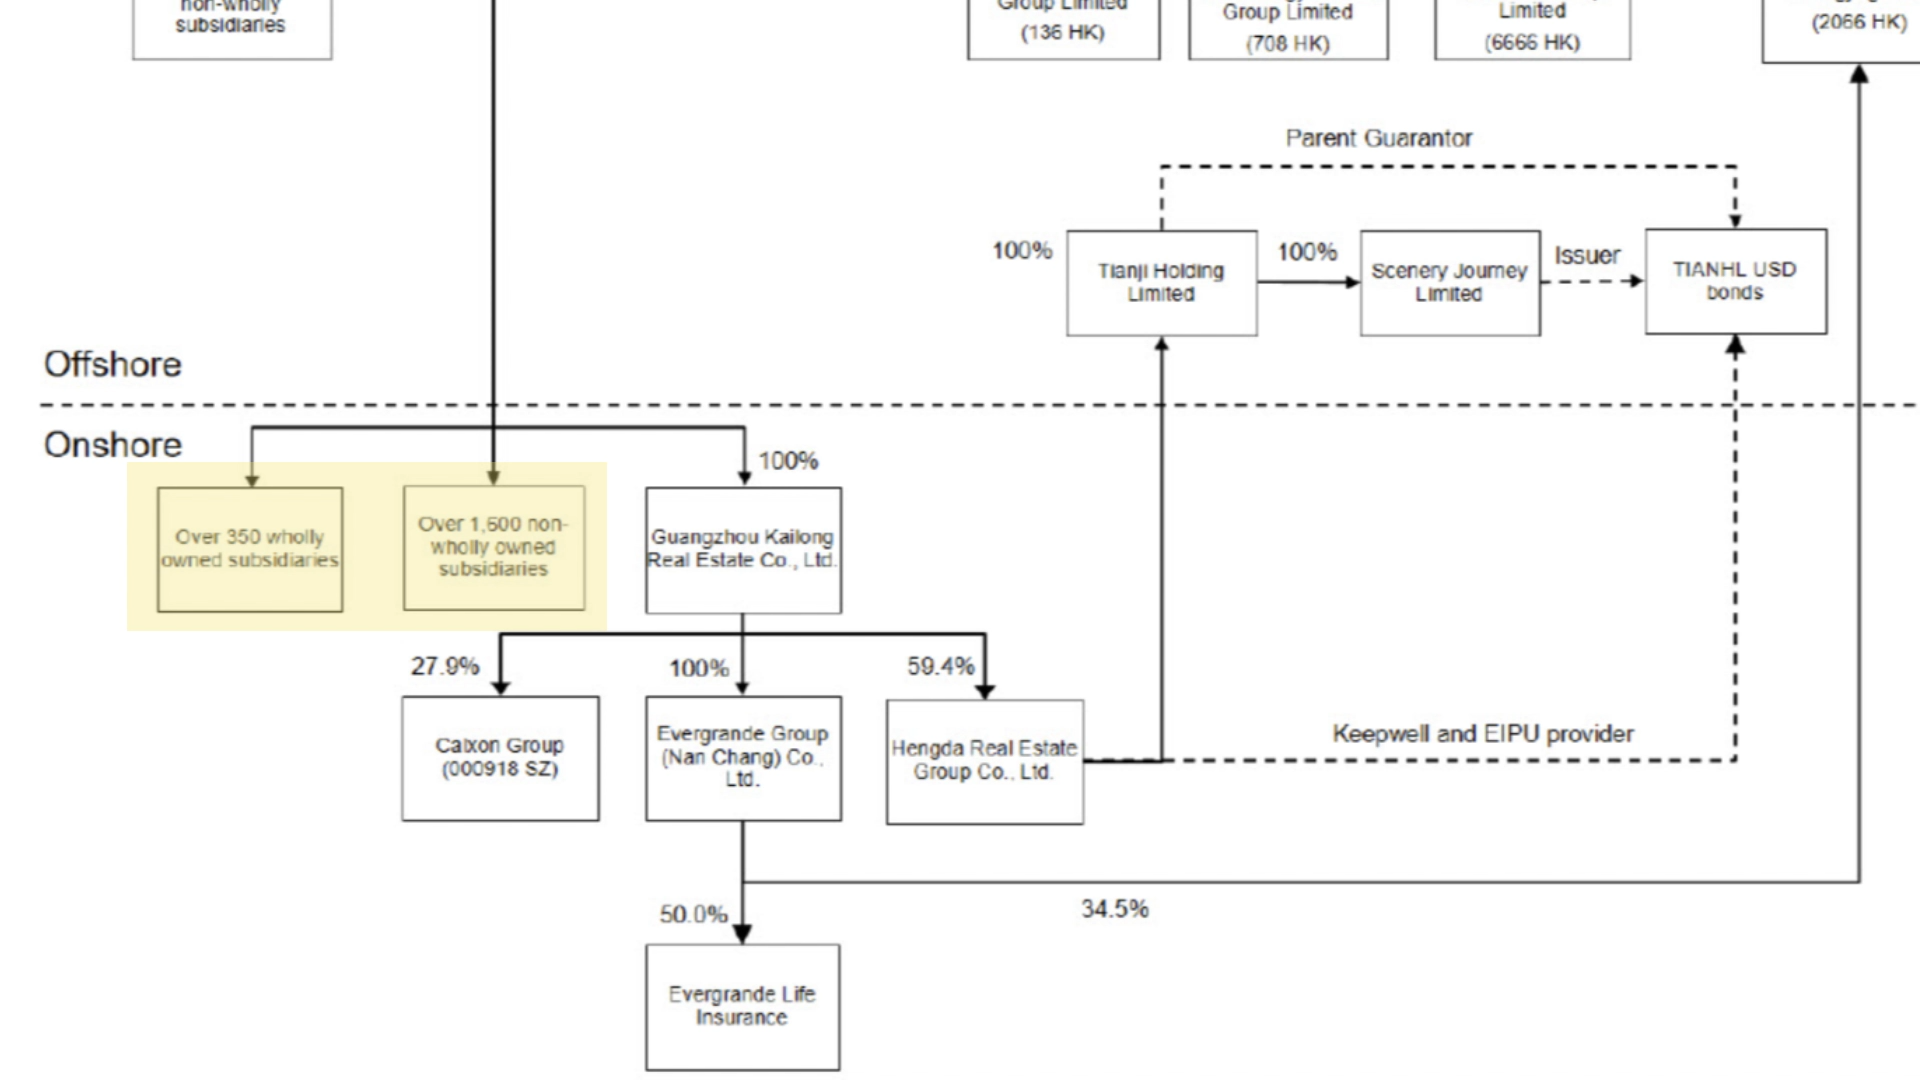 non-wholly
subsidiaries
Group Limited
(136 HK)
Group Limited
(708 HK)
Limited
(6666 HK)
(2066 HK)
Parent Guarantor
100%
Tianji Holding
Limited
100%
Scenery Journey
Limited
Issuer
TIANHL USD
bonds
Offshore
Onshore
100%
Over 350 wholly
owned subsidiaries
Over 1,600 non-
wholly owned
subsidiaries
Guangzhou Kailong
Real Estate Co., Ltd.
27.9%
100%
59.4%
Calxon Group
(000918 SZ)
Evergrande Group
(Nan Chang) Co.,
Ltd.
Hengda Real Estate
Group Co., Ltd.
Keepwell and EIPU provider
50.0%
34.5%
Evergrande Life
Insurance